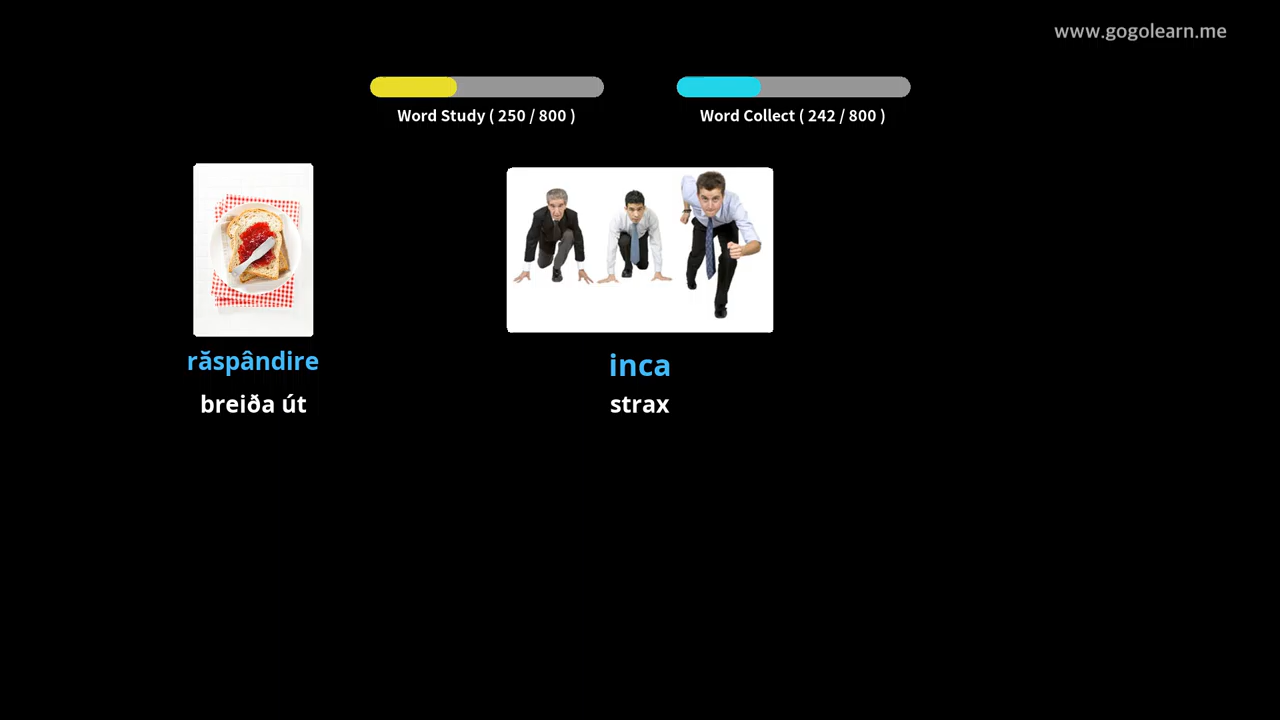 www.gogolearn.me
Word Study ( 250 / 800 )
Word Collect ( 242 / 800 )
răspândire
inca
breiða út
strax